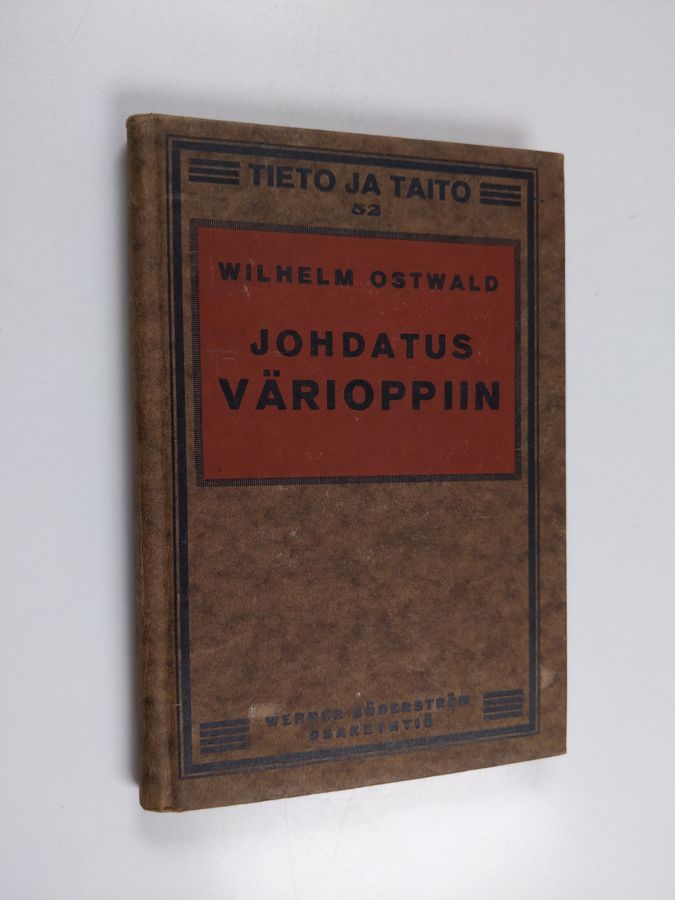 TIETO JA TAITO
52
WILHELM OSTWALD
JOHDATUS
VÄRIOPPIIN
WERNER SÖDERSTRÖM
OSAKEYHTIÖ